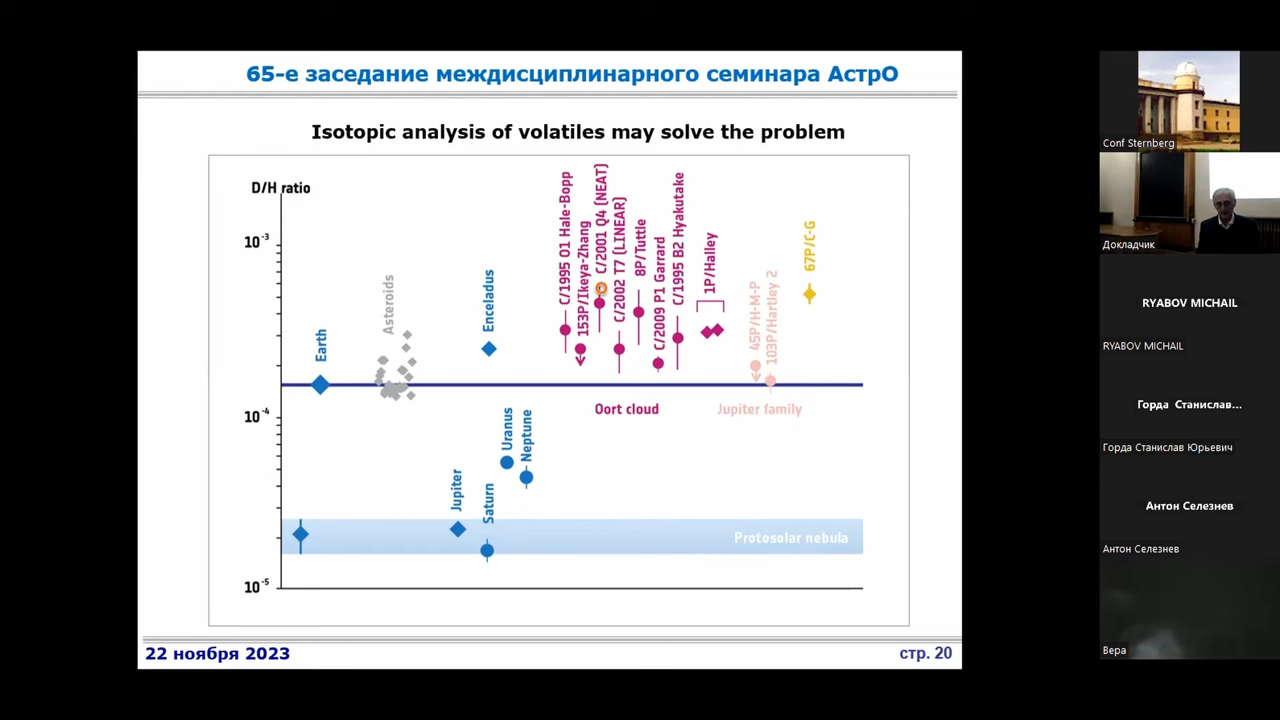 65-е заседание междисциплинарного семинара АстрО
Isotopic analysis of volatiles may solve the problem
D/H ratio
10⁻³
10⁻⁴
10⁻⁵
Earth
Asteroids
Enceladus
Jupiter
Saturn
Uranus
Neptune
C/1995 O1 Hale-Bopp
153P/Ikeya-Zhang
C/2001 Q4 (NEAT)
C/2002 T7 (LINEAR)
8P/Tuttle
C/2009 P1 Garrard
C/1995 B2 Hyakutake
1P/Halley
45P/H-M-P
103P/Hartley 2
67P/C-G
Oort cloud
Jupiter family
Protosolar nebula
22 ноября 2023
стр. 20
Conf Sternberg
Докладчик
RYABOV MICHAIL
RYABOV MICHAIL
Горда Станислав...
Горда Станислав Юрьевич
Антон Селезнев
Антон Селезнев
Вера